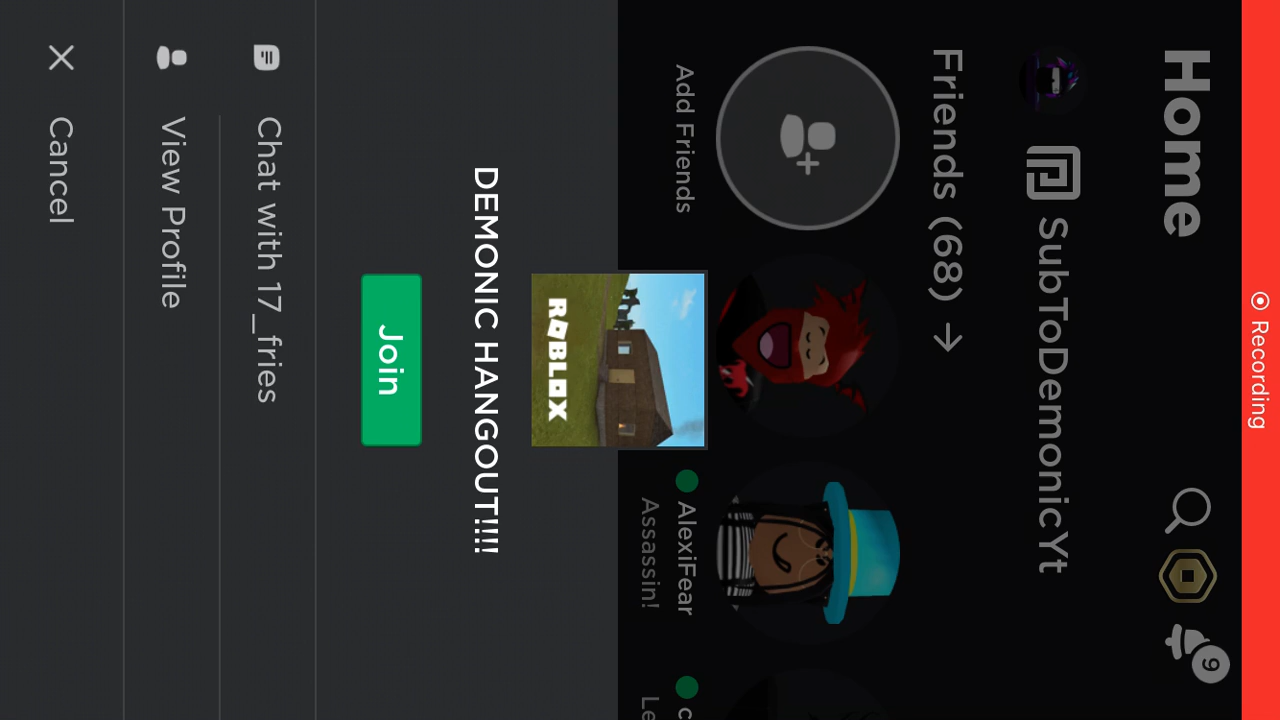 Recording
Home
9
SubToDemonicYt
Friends (68)
Add Friends
AlexiFear
Assassin!
ROBLOX
DEMONIC HANGOUT!!!!
Join
Chat with 17_fries
View Profile
Cancel